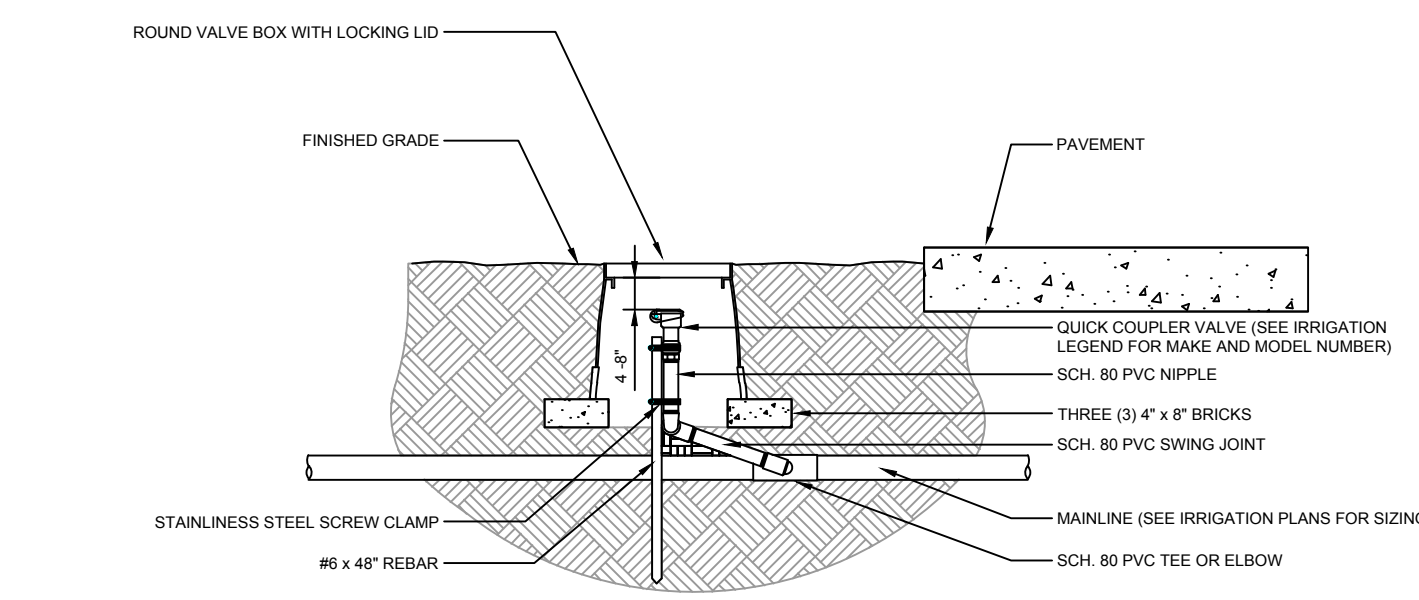 ROUND VALVE BOX WITH LOCKING LID
FINISHED GRADE
PAVEMENT
QUICK COUPLER VALVE (SEE IRRIGATION
LEGEND FOR MAKE AND MODEL NUMBER)
4 -8"
SCH. 80 PVC NIPPLE
THREE (3) 4" x 8" BRICKS
SCH. 80 PVC SWING JOINT
STAINLINESS STEEL SCREW CLAMP
MAINLINE (SEE IRRIGATION PLANS FOR SIZING
#6 x 48" REBAR
SCH. 80 PVC TEE OR ELBOW